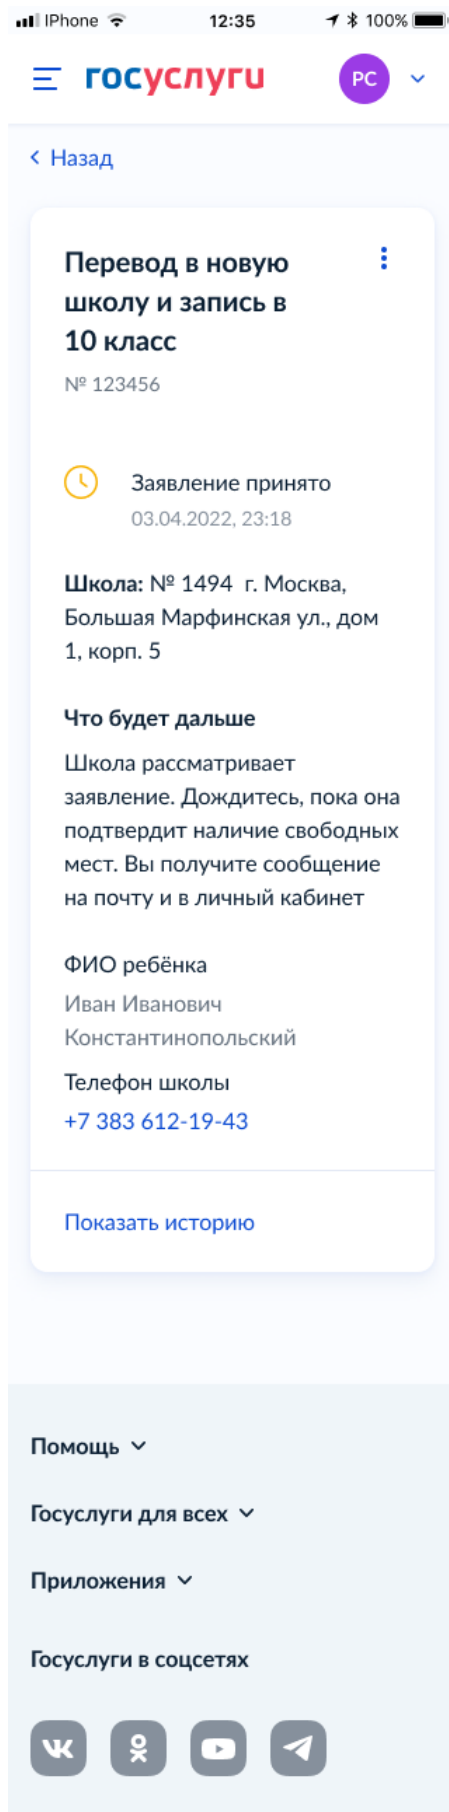 IPhone 12:35 100%
госуслуги РС
Назад
Перевод в новую
школу и запись в
10 класс
№ 123456
Заявление принято
03.04.2022, 23:18
Школа: № 1494 г. Москва,
Большая Марфинская ул., дом
1, корп. 5
Что будет дальше
Школа рассматривает
заявление. Дождитесь, пока она
подтвердит наличие свободных
мест. Вы получите сообщение
на почту и в личный кабинет
ФИО ребёнка
Иван Иванович
Константинопольский
Телефон школы
+7 383 612-19-43
Показать историю
Помощь
Госуслуги для всех
Приложения
Госуслуги в соцсетях